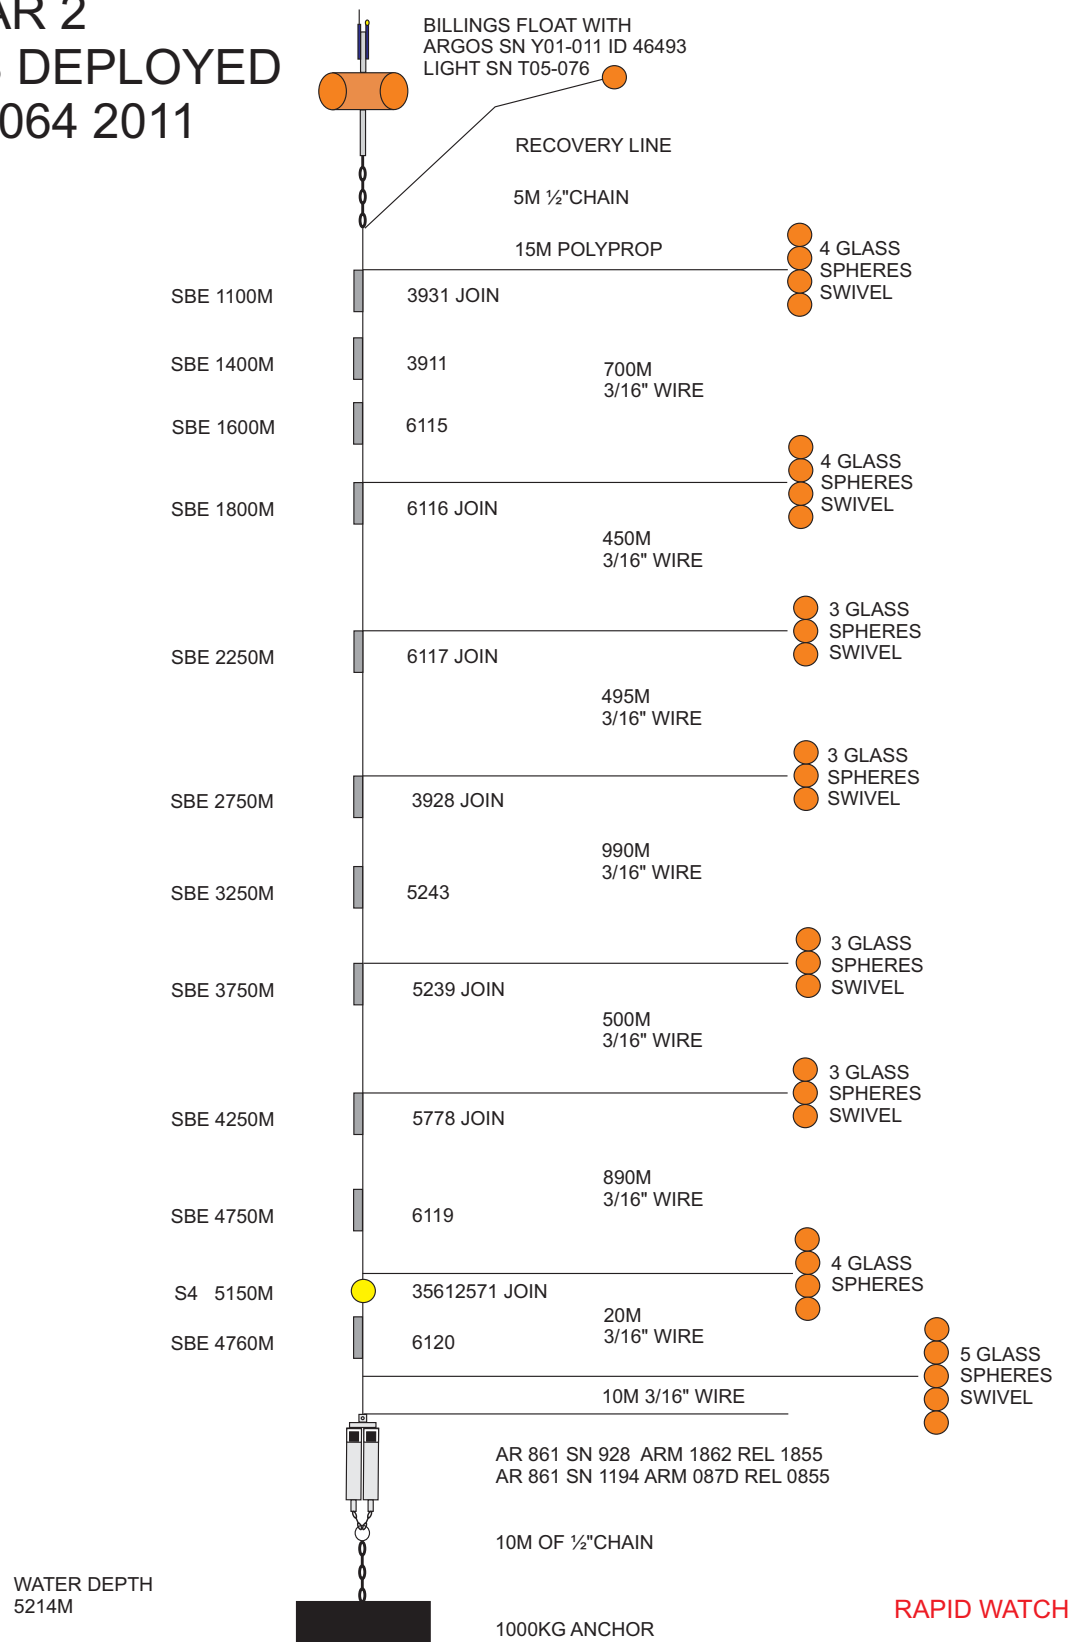 AR 2
DEPLOYED
064 2011
BILLINGS FLOAT WITH
ARGOS SN Y01-011 ID 46493
LIGHT SN T05-076
RECOVERY LINE
5M ½"CHAIN
15M POLYPROP
4 GLASS
SPHERES
SWIVEL
SBE 1100M
3931 JOIN
SBE 1400M
3911
700M
3/16" WIRE
SBE 1600M
6115
4 GLASS
SPHERES
SWIVEL
SBE 1800M
6116 JOIN
450M
3/16" WIRE
3 GLASS
SPHERES
SWIVEL
SBE 2250M
6117 JOIN
495M
3/16" WIRE
3 GLASS
SPHERES
SWIVEL
SBE 2750M
3928 JOIN
990M
3/16" WIRE
SBE 3250M
5243
3 GLASS
SPHERES
SWIVEL
SBE 3750M
5239 JOIN
500M
3/16" WIRE
3 GLASS
SPHERES
SWIVEL
SBE 4250M
5778 JOIN
890M
3/16" WIRE
SBE 4750M
6119
4 GLASS
SPHERES
S4 5150M
35612571 JOIN
20M
3/16" WIRE
SBE 4760M
6120
5 GLASS
SPHERES
SWIVEL
10M 3/16" WIRE
AR 861 SN 928 ARM 1862 REL 1855
AR 861 SN 1194 ARM 087D REL 0855
10M OF ½"CHAIN
WATER DEPTH
5214M
1000KG ANCHOR
RAPID WATCH